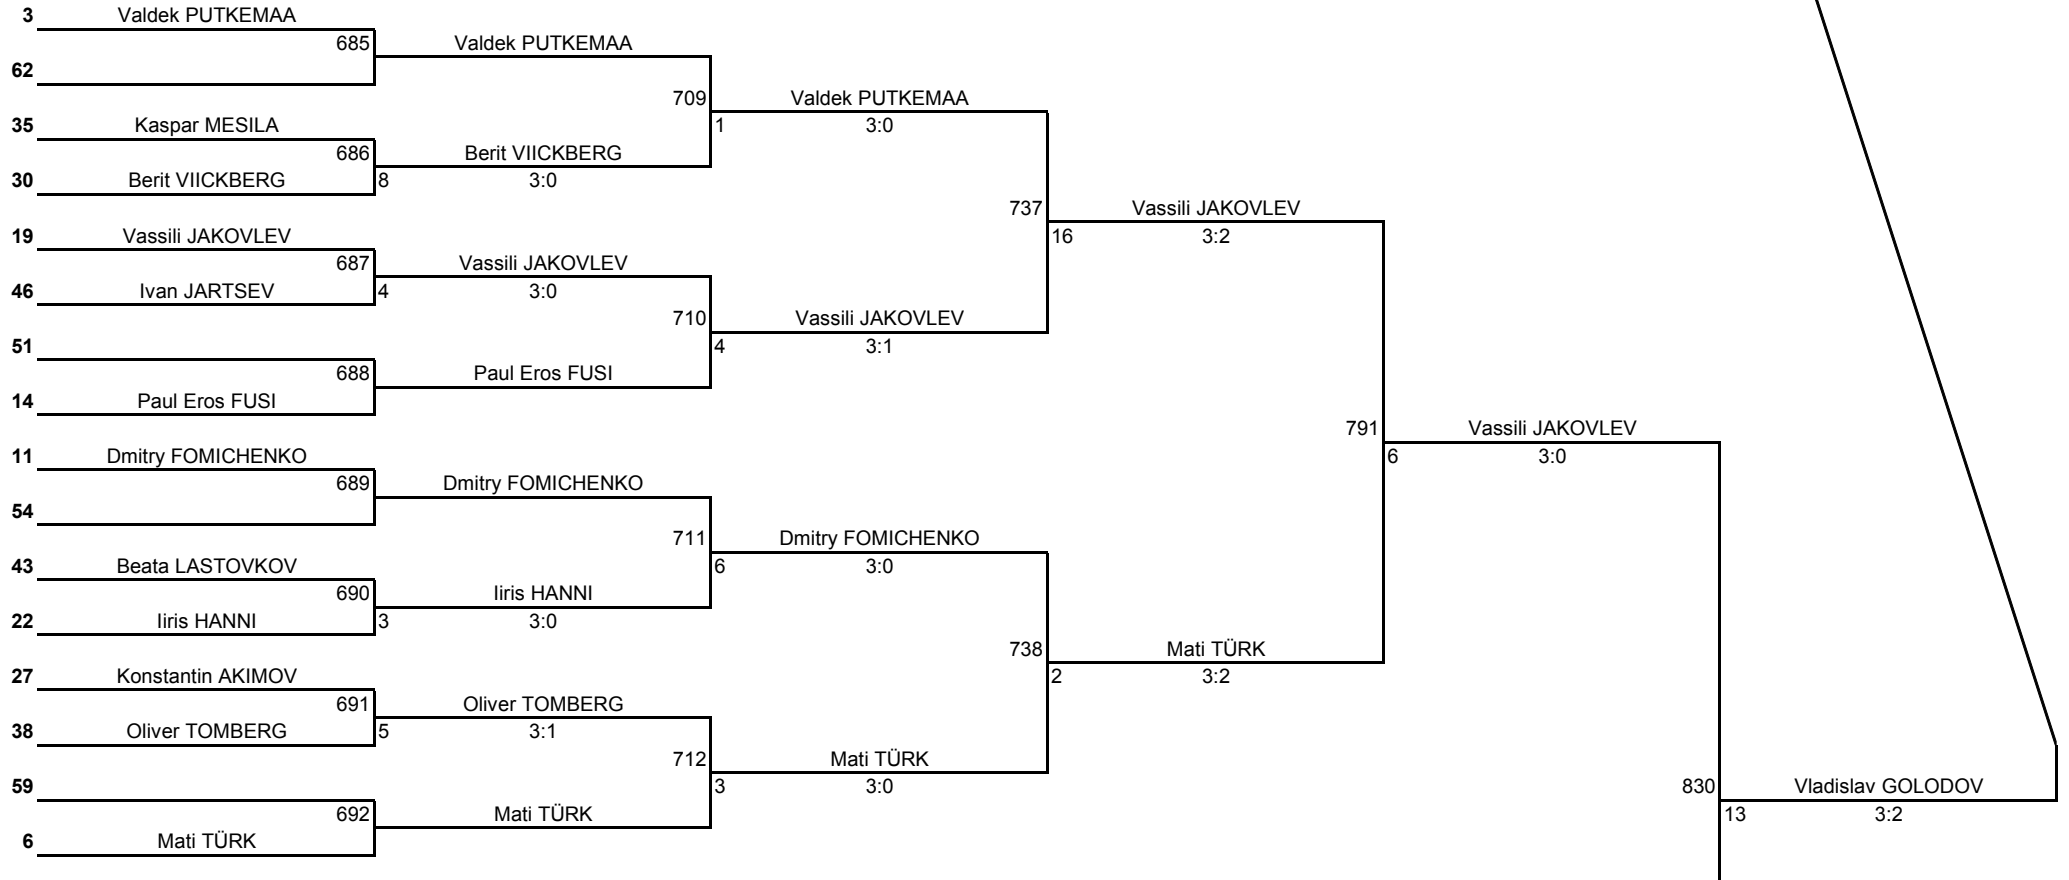 3 Valdek PUTKEMAA
685 Valdek PUTKEMAA
62
709 Valdek PUTKEMAA
35 Kaspar MESILA 1 3:0
686 Berit VIICKBERG
30 Berit VIICKBERG 8 3:0
737 Vassili JAKOVLEV
19 Vassili JAKOVLEV 16 3:2
687 Vassili JAKOVLEV
46 Ivan JARTSEV 4 3:0
710 Vassili JAKOVLEV
51 4 3:1
688 Paul Eros FUSI
14 Paul Eros FUSI
791 Vassili JAKOVLEV
11 Dmitry FOMICHENKO 6 3:0
689 Dmitry FOMICHENKO
54
711 Dmitry FOMICHENKO
43 Beata LASTOVKOV 6 3:0
690 Iiris HANNI
22 Iiris HANNI 3 3:0
738 Mati TÜRK
27 Konstantin AKIMOV 2 3:2
691 Oliver TOMBERG
38 Oliver TOMBERG 5 3:1
712 Mati TÜRK
59 3 3:0 830 Vladislav GOLODOV
692 Mati TÜRK 13 3:2
6 Mati TÜRK